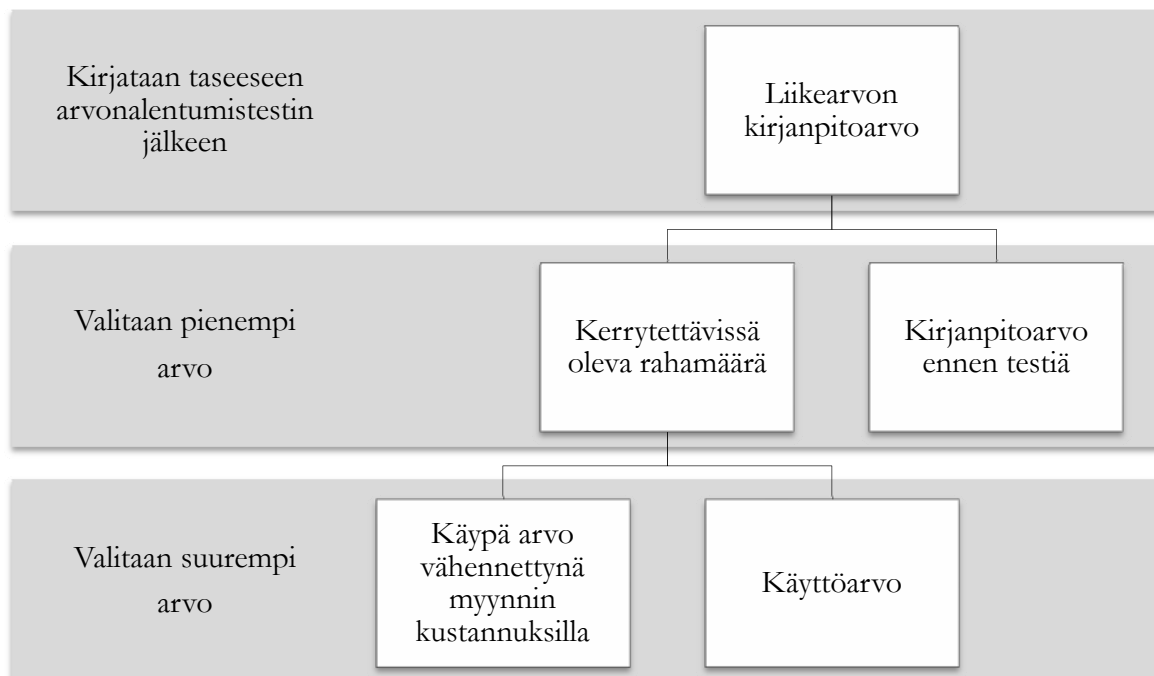 Kirjataan taseeseen
arvonalentumistestin
jälkeen
Liikearvon
kirjanpitoarvo
Valitaan pienempi
arvo
Kerrytettävissä
oleva rahamäärä
Kirjanpitoarvo
ennen testiä
Valitaan suurempi
arvo
Käypä arvo
vähennettynä
myynnin
kustannuksilla
Käyttöarvo